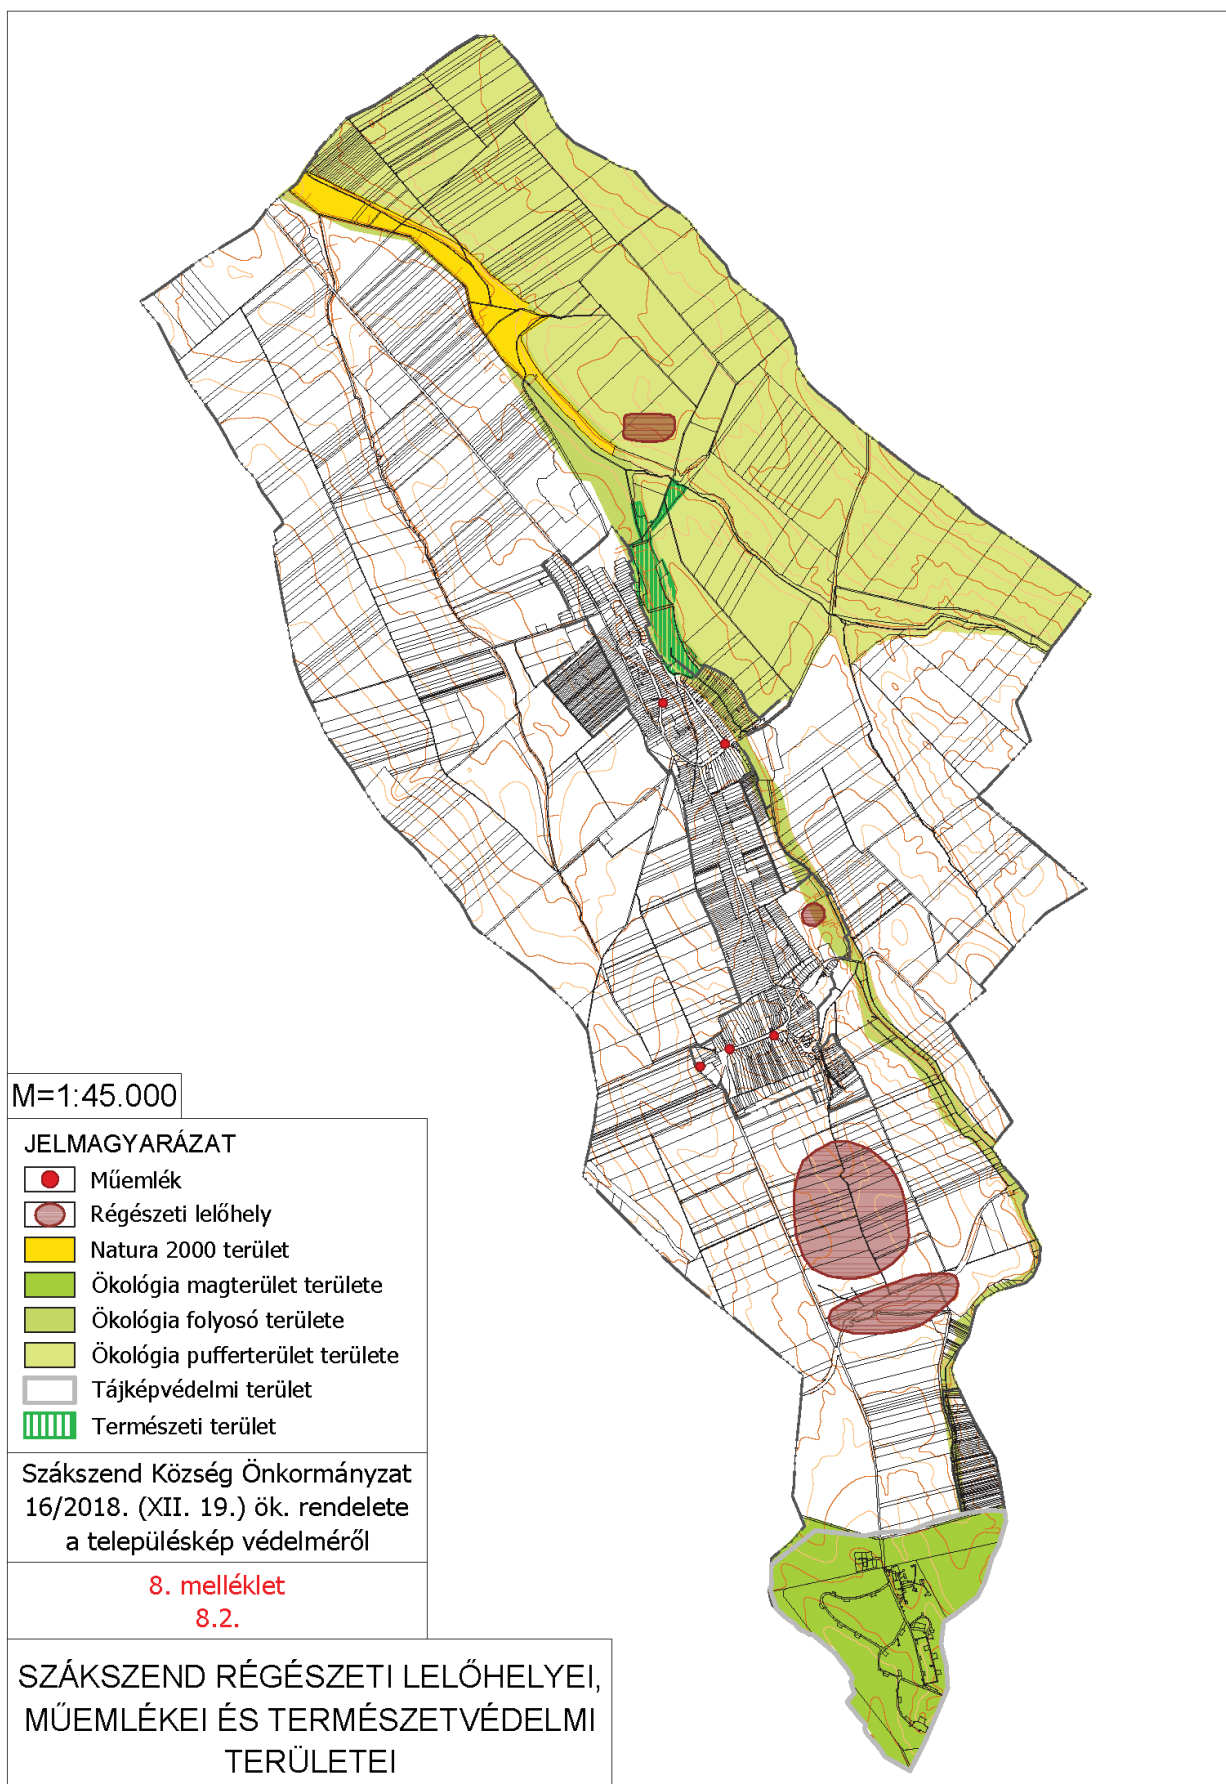 M=1:45.000
JELMAGYARÁZAT
Műemlék
Régészeti lelőhely
Natura 2000 terület
Ökológia magterület területe
Ökológia folyosó területe
Ökológia pufferterület területe
Tájképvédelmi terület
Természeti terület
Szákszend Község Önkormányzat
16/2018. (XII. 19.) ök. rendelete
a településkép védelméről
8. melléklet
8.2.
SZÁKSZEND RÉGÉSZETI LELŐHELYEI,
MŰEMLÉKEI ÉS TERMÉSZETVÉDELMI
TERÜLETEI